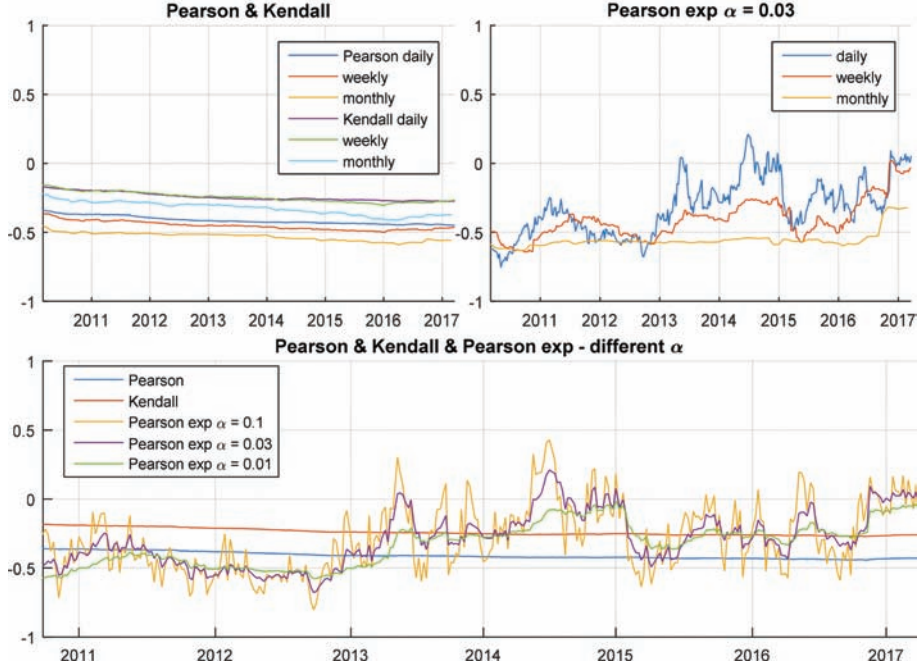 Pearson & Kendall
1
0.5
0
-0.5
-1
Pearson daily
weekly
monthly
Kendall daily
weekly
monthly
2011 2012 2013 2014 2015 2016 2017
Pearson exp α = 0.03
1
0.5
0
-0.5
-1
daily
weekly
monthly
2011 2012 2013 2014 2015 2016 2017
Pearson & Kendall & Pearson exp - different α
1
0.5
0
-0.5
-1
Pearson
Kendall
Pearson exp α = 0.1
Pearson exp α = 0.03
Pearson exp α = 0.01
2011 2012 2013 2014 2015 2016 2017